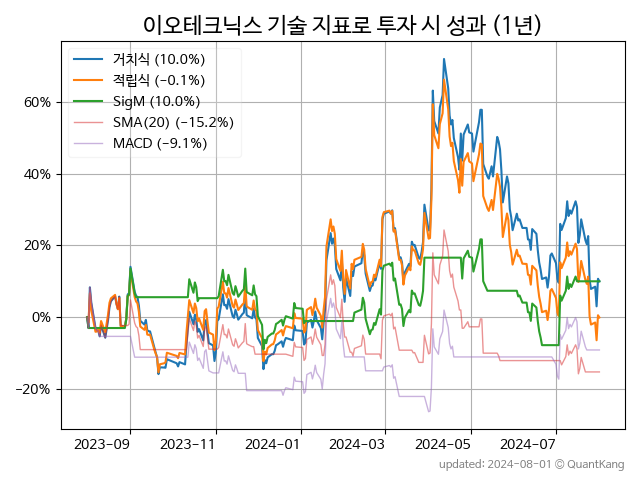 이오테크닉스 기술 지표로 투자 시 성과 (1년)
거치식 (10.0%)
적립식 (−0.1%)
SigM (10.0%)
SMA(20) (−15.2%)
MACD (−9.1%)
60%
40%
20%
0%
−20%
2023-09
2023-11
2024-01
2024-03
2024-05
2024-07
updated: 2024-08-01 © QuantKang